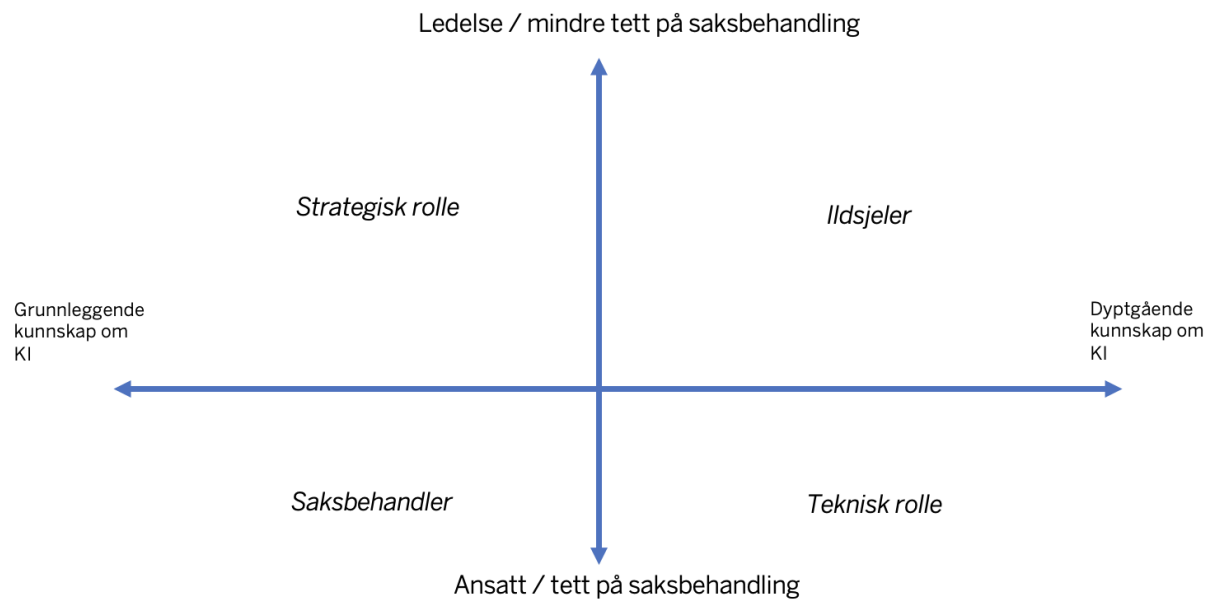 Ledelse / mindre tett på saksbehandling
Strategisk rolle
Ildsjeler
Grunnleggende
kunnskap om
KI
Dyptgående
kunnskap om
KI
Saksbehandler
Teknisk rolle
Ansatt / tett på saksbehandling